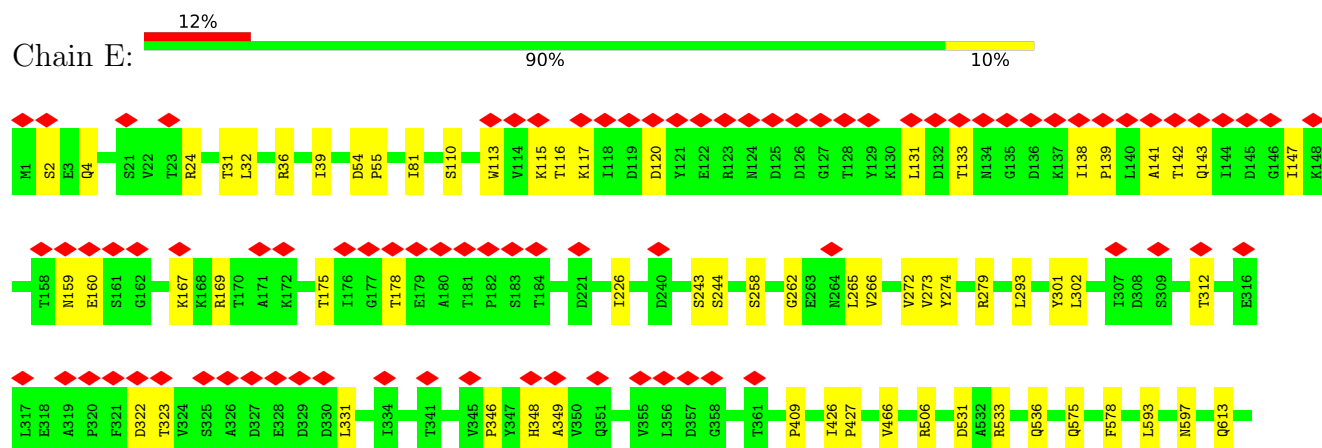 12%
Chain E:
90% 10%
M1 S2 E3 Q4 S21 V22 T23 R24 T31 L32 R36 I39 D54 P55 I81 S110 W113 V114 K115 T116 K117 I118 D119 D120 Y121 E122 R123 N124 D125 D126 G127 T128 Y129 K130 L131 D132 T133 N134 G135 D136 K137 I138 P139 L140 A141 T142 Q143 I144 D145 G146 I147 K148
T158 N159 E160 S161 G162 K167 K168 R169 T170 A171 K172 T175 I176 G177 T178 E179 A180 T181 P182 S183 T184 D221 I226 D240 S243 S244 S258 G262 E263 N264 L265 V266 V272 V273 Y274 R279 L293 Y301 L302 I307 D308 S309 T312 E316
L317 E318 A319 P320 F321 D322 T323 V324 S325 A326 D327 E328 D329 D330 L331 I334 T341 V345 P346 Y347 H348 A349 V350 Q351 V355 L356 D357 G358 T361 P409 I426 P427 V466 R506 D531 A532 R533 Q536 Q575 F578 L593 N597 Q613